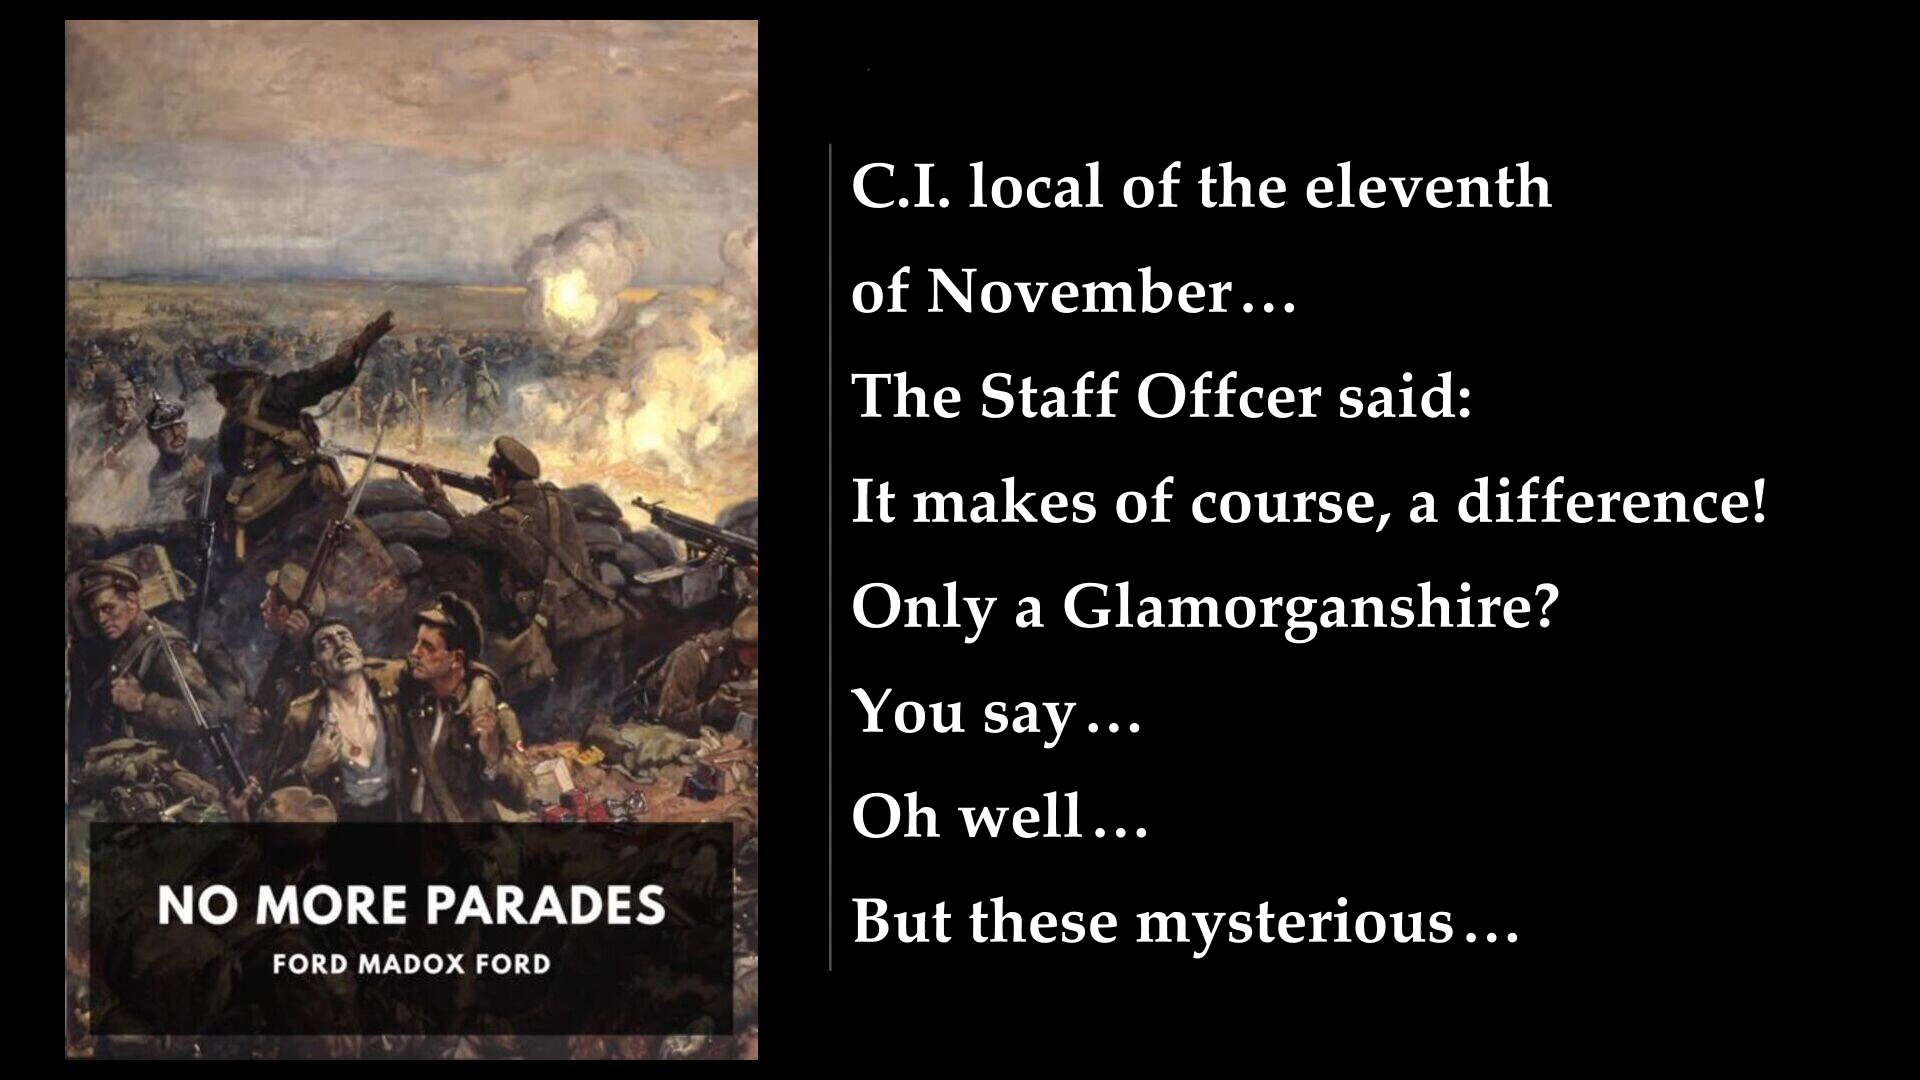 C.I. local of the eleventh
of November…
The Staff Offcer said:
It makes of course, a difference!
Only a Glamorganshire?
You say…
Oh well…
But these mysterious…
NO MORE PARADES
FORD MADOX FORD